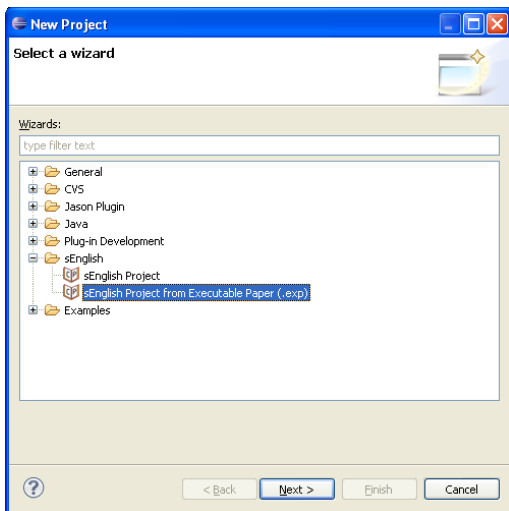 New Project
Select a wizard
Wizards:
type filter text
General
CVS
Jason Plugin
Java
Plug-in Development
sEnglish
sEnglish Project
sEnglish Project from Executable Paper (.exp)
Examples
?
< Back Next > Finish Cancel